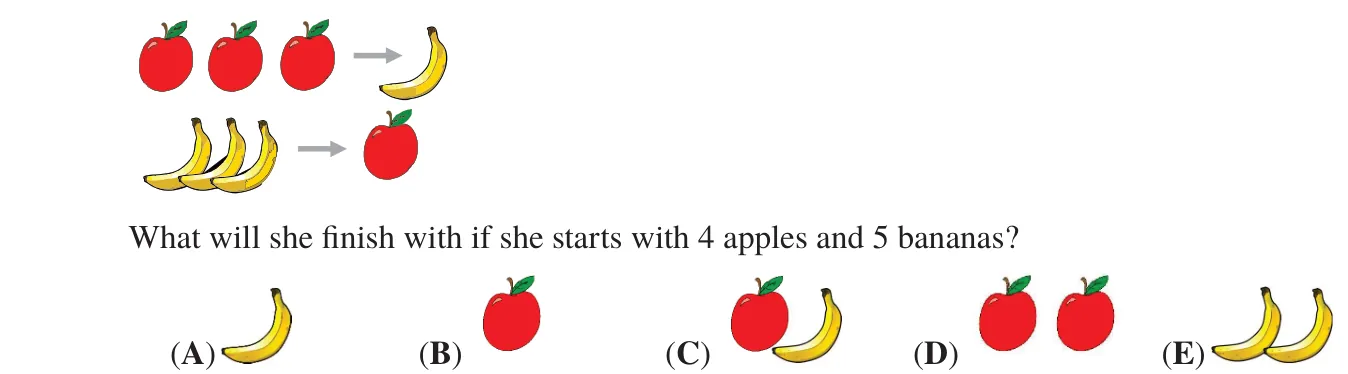 What will she finish with if she starts with 4 apples and 5 bananas?
(A) (B) (C) (D) (E)